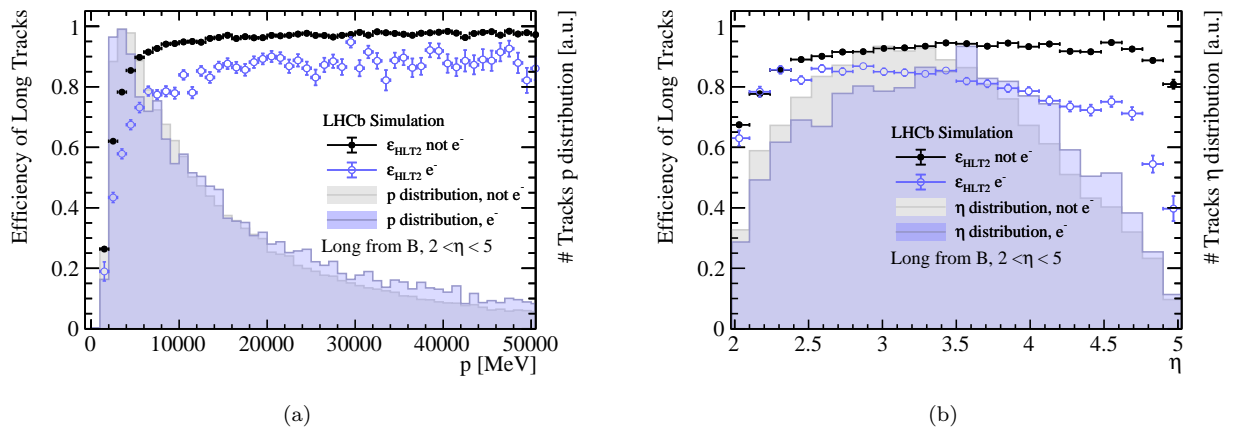 Efficiency of Long Tracks
1
0.8
0.6
0.4
0.2
0
LHCb Simulation
ε_HLT2 not e⁻
ε_HLT2 e⁻
p distribution, not e⁻
p distribution, e⁻
Long from B, 2 < η < 5
# Tracks p distribution [a.u.]
0 10000 20000 30000 40000 50000
p [MeV]
(a)
Efficiency of Long Tracks
1
0.8
0.6
0.4
0.2
0
LHCb Simulation
ε_HLT2 not e⁻
ε_HLT2 e⁻
η distribution, not e⁻
η distribution, e⁻
Long from B, 2 < η < 5
# Tracks η distribution [a.u.]
2 2.5 3 3.5 4 4.5 5
η
(b)